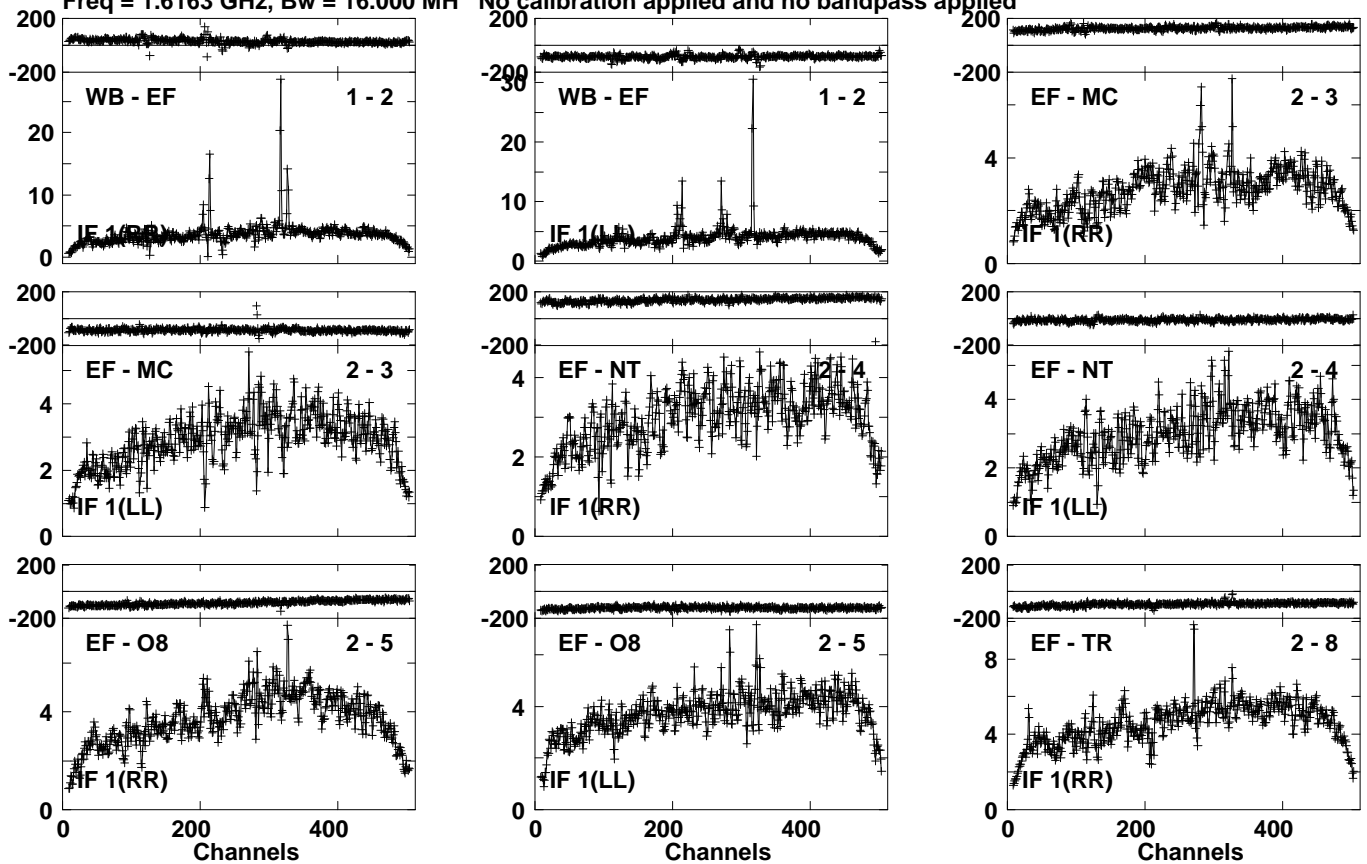 Freq = 1.6163 GHz, Bw = 16.000 MH No calibration applied and no bandpass applied
200
-200
WB - EF 1 - 2
20
10
0
IF 1(RR)
-200
30
WB - EF 1 - 2
20
10
0
IF 1(LL)
200
-200
EF - MC 2 - 3
4
0
IF 1(RR)
200
-200
EF - MC 2 - 3
4
2
0
IF 1(LL)
200
-200
EF - NT 2 - 4
4
2
0
IF 1(RR)
200
-200
EF - NT 2 - 4
4
2
0
IF 1(LL)
200
-200
EF - O8 2 - 5
4
0
IF 1(RR)
0 200 400
Channels
200
-200
EF - O8 2 - 5
4
0
IF 1(LL)
0 200 400
Channels
200
-200
EF - TR 2 - 8
8
4
0
IF 1(RR)
0 200 400
Channels